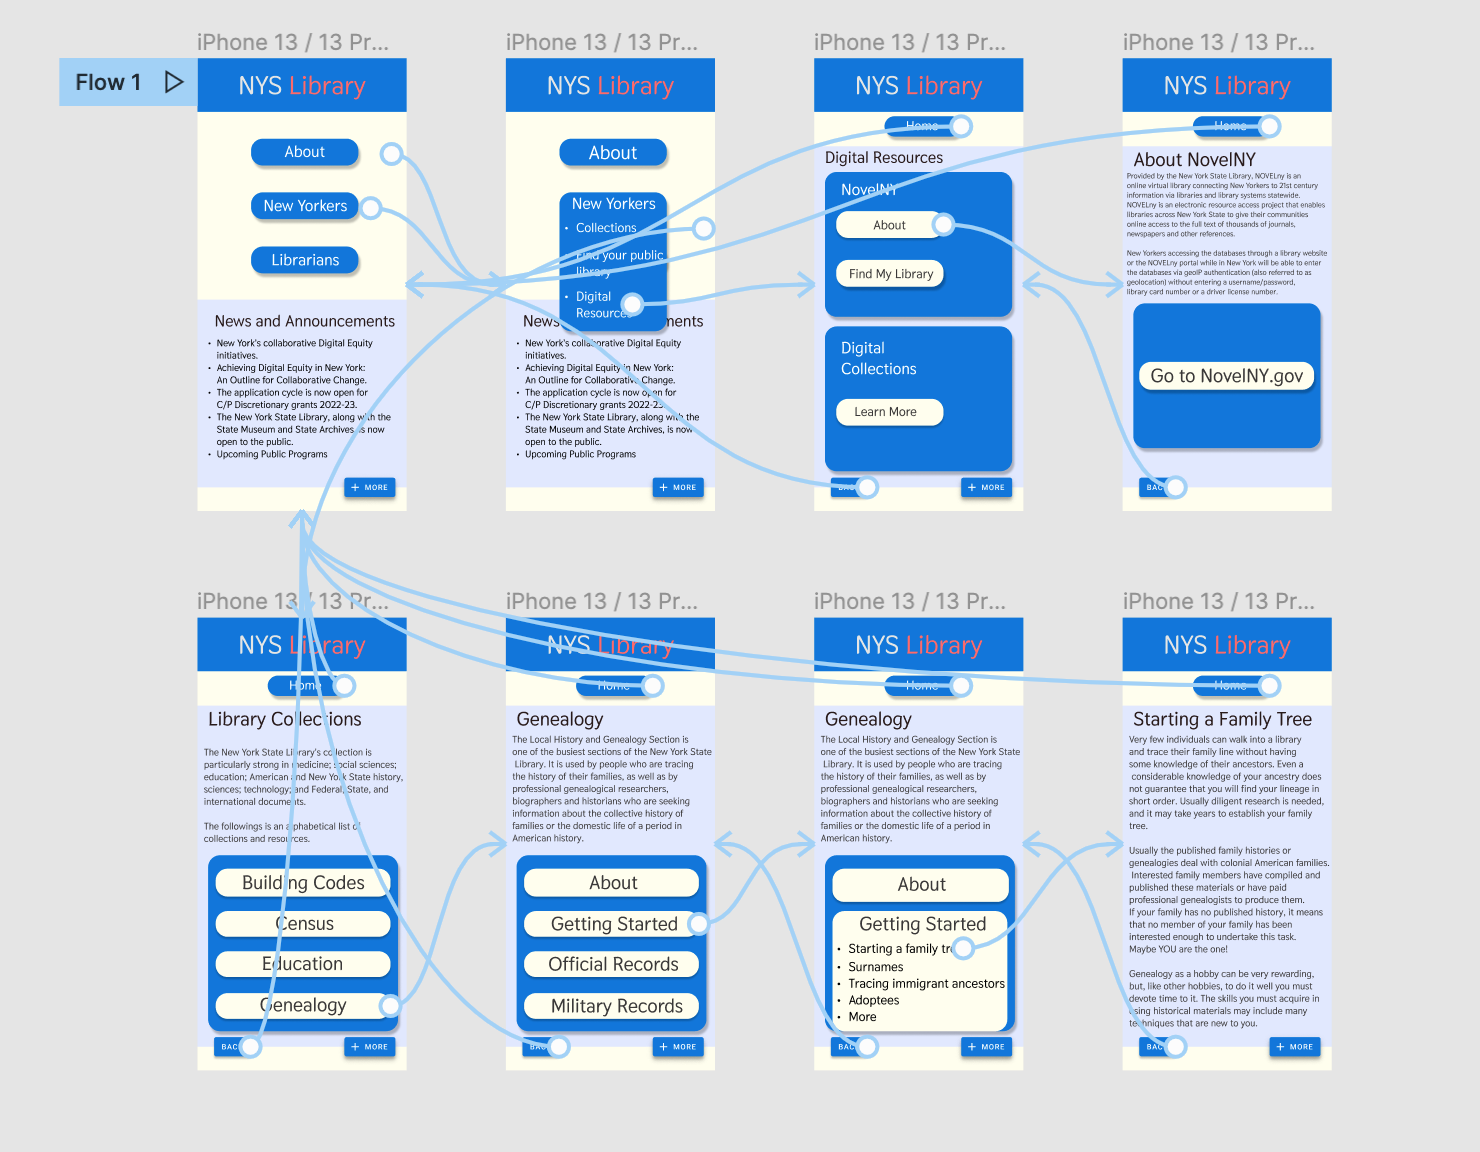 iPhone 13 / 13 Pr...
iPhone 13 / 13 Pr...
iPhone 13 / 13 Pr...
iPhone 13 / 13 Pr...
Flow 1
NYS Library
About
New Yorkers
Librarians
News and Announcements
• New York's collaborative Digital Equity
initiatives.
• Achieving Digital Equity in New York:
An Outline for Collaborative Change.
• The application cycle is now open for
C/P Discretionary grants 2022-23.
• The New York State Library, along with the
State Museum and State Archives, is now
open to the public.
• Upcoming Public Programs
+ MORE
NYS Library
About
New Yorkers
• Collections
• Find your public
library
• Digital
Resources
News
ments
• New York's collaborative Digital Equity
initiatives.
• Achieving Digital Equity in New York:
An Outline for Collaborative Change.
• The application cycle is now open for
C/P Discretionary grants 2022-23.
• The New York State Library, along with the
State Museum and State Archives, is now
open to the public.
• Upcoming Public Programs
+ MORE
NYS Library
Home
Digital Resources
NovelNY
About
Find My Library
Digital
Collections
Learn More
BAC
+ MORE
NYS Library
Home
About NovelNY
Provided by the New York State Library, NOVELny is an
online virtual library connecting New Yorkers to 21st century
information via libraries and library systems statewide.
NOVELny is an electronic resource access project that enables
libraries across New York State to give their communities
online access to the full text of thousands of journals,
newspapers and other references.
New Yorkers accessing the databases through a library website
or the NOVELny portal while in New York will be able to enter
the databases via geoIP authentication (also referred to as
geolocation) without entering a username/password,
library card number or a driver license number.
Go to NovelNY.gov
BAC
iPhone 13 / 13 Pr...
iPhone 13 / 13 Pr...
iPhone 13 / 13 Pr...
iPhone 13 / 13 Pr...
NYS Library
Home
Library Collections
The New York State Library's collection is
particularly strong in medicine; social sciences;
education; American and New York State history,
sciences; technology; and Federal, State, and
international documents.
The followings is an alphabetical list of
collections and resources.
Building Codes
Census
Education
Genealogy
BAC
+ MORE
NYS Library
Home
Genealogy
The Local History and Genealogy Section is
one of the busiest sections of the New York State
Library. It is used by people who are tracing
the history of their families, as well as by
professional genealogical researchers,
biographers and historians who are seeking
information about the collective history of
families or the domestic life of a period in
American history.
About
Getting Started
Official Records
Military Records
BAC
+ MORE
NYS Library
Home
Genealogy
The Local History and Genealogy Section is
one of the busiest sections of the New York State
Library. It is used by people who are tracing
the history of their families, as well as by
professional genealogical researchers,
biographers and historians who are seeking
information about the collective history of
families or the domestic life of a period in
American history.
About
Getting Started
• Starting a family tre
• Surnames
• Tracing immigrant ancestors
• Adoptees
• More
BAC
+ MORE
NYS Library
Home
Starting a Family Tree
Very few individuals can walk into a library
and trace their family line without having
some knowledge of their ancestors. Even a
considerable knowledge of your ancestry does
not guarantee that you will find your lineage in
short order. Usually diligent research is needed,
and it may take years to establish your family
tree.
Usually the published family histories or
genealogies deal with colonial American families.
Interested family members have compiled and
published these materials or have paid
professional genealogists to produce them.
If your family has no published history, it means
that no member of your family has been
interested enough to undertake this task.
Maybe YOU are the one!
Genealogy as a hobby can be very rewarding,
but, like other hobbies, to do it well you must
devote time to it. The skills you must acquire in
using historical materials may include many
techniques that are new to you.
BAC
+ MORE